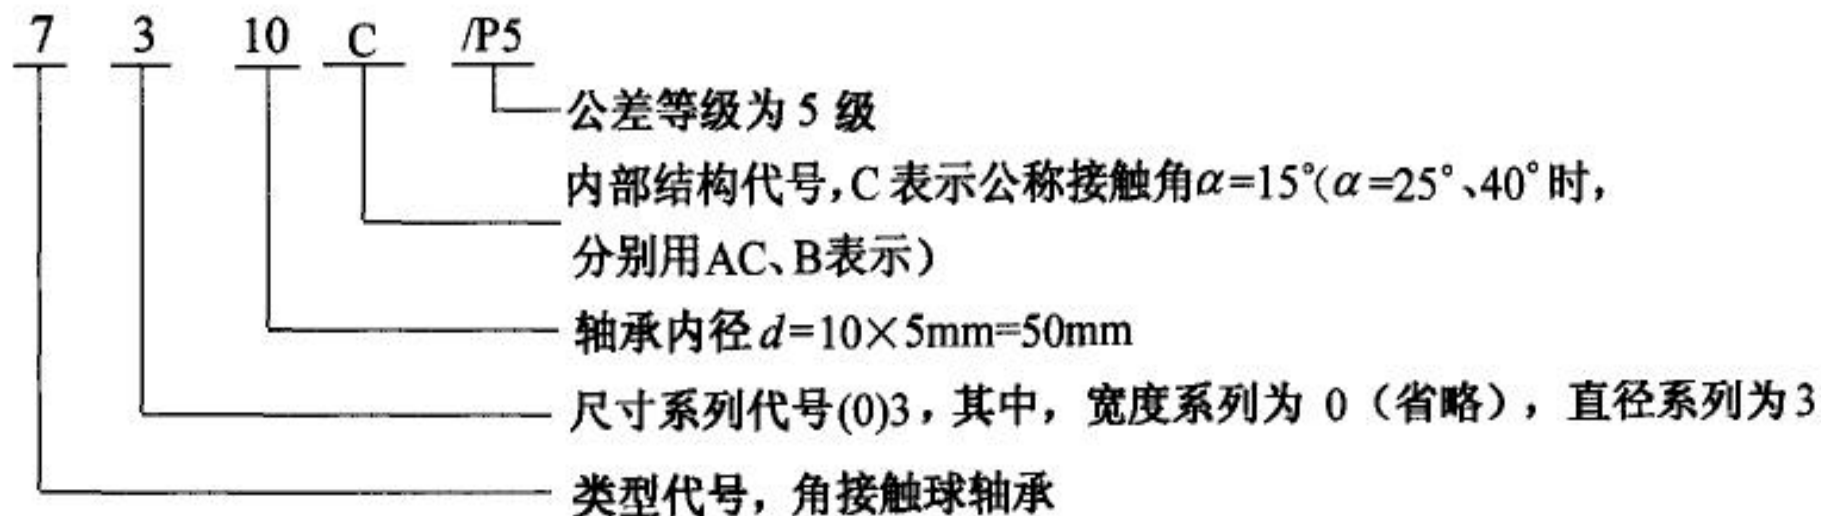 7 3 10 C /P5
公差等级为 5 级
内部结构代号,C 表示公称接触角α=15°(α=25°、40°时,
分别用AC、B表示)
轴承内径d=10×5mm=50mm
尺寸系列代号(0)3,其中,宽度系列为 0(省略),直径系列为3
类型代号,角接触球轴承